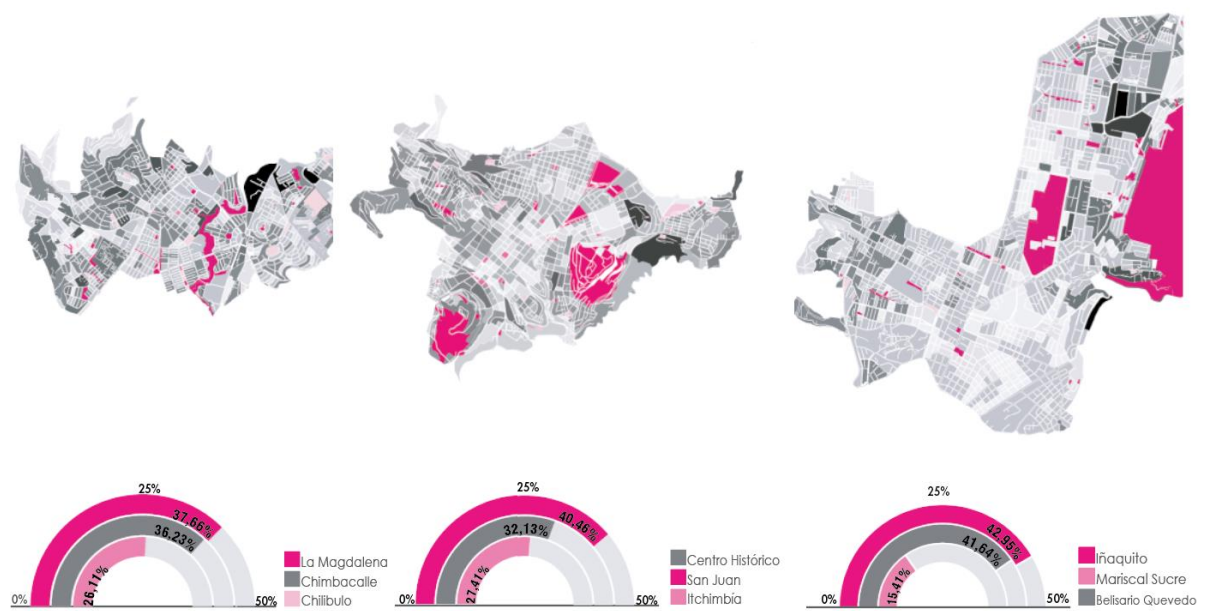 25%
37,66%
36,23%
26,11%
0%
50%
La Magdalena
Chimbacalle
Chilibulo
25%
40,46%
32,13%
27,41%
0%
50%
Centro Histórico
San Juan
Itchimbía
25%
42,95%
41,64%
15,41%
0%
50%
Iñaquito
Mariscal Sucre
Belisario Quevedo